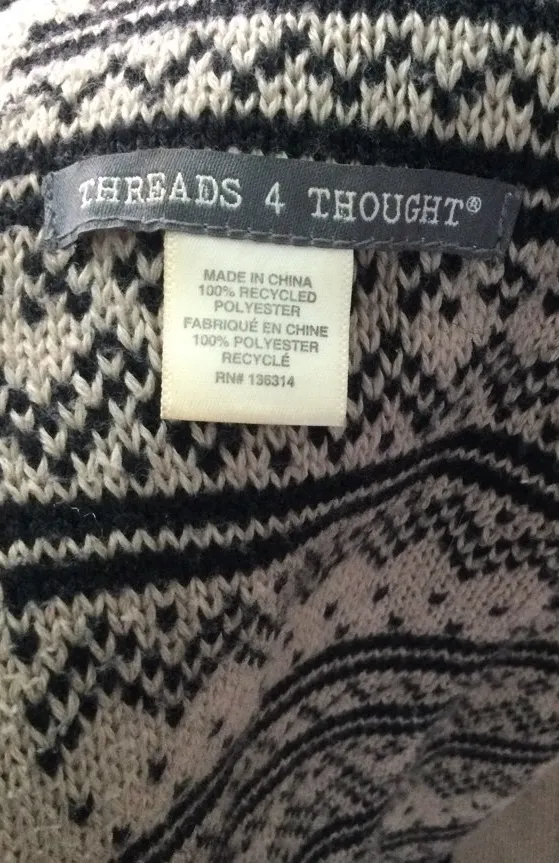 THREADS 4 THOUGHT®
MADE IN CHINA
100% RECYCLED
POLYESTER
FABRIQUÉ EN CHINE
100% POLYESTER
RECYCLÉ
RN# 136314